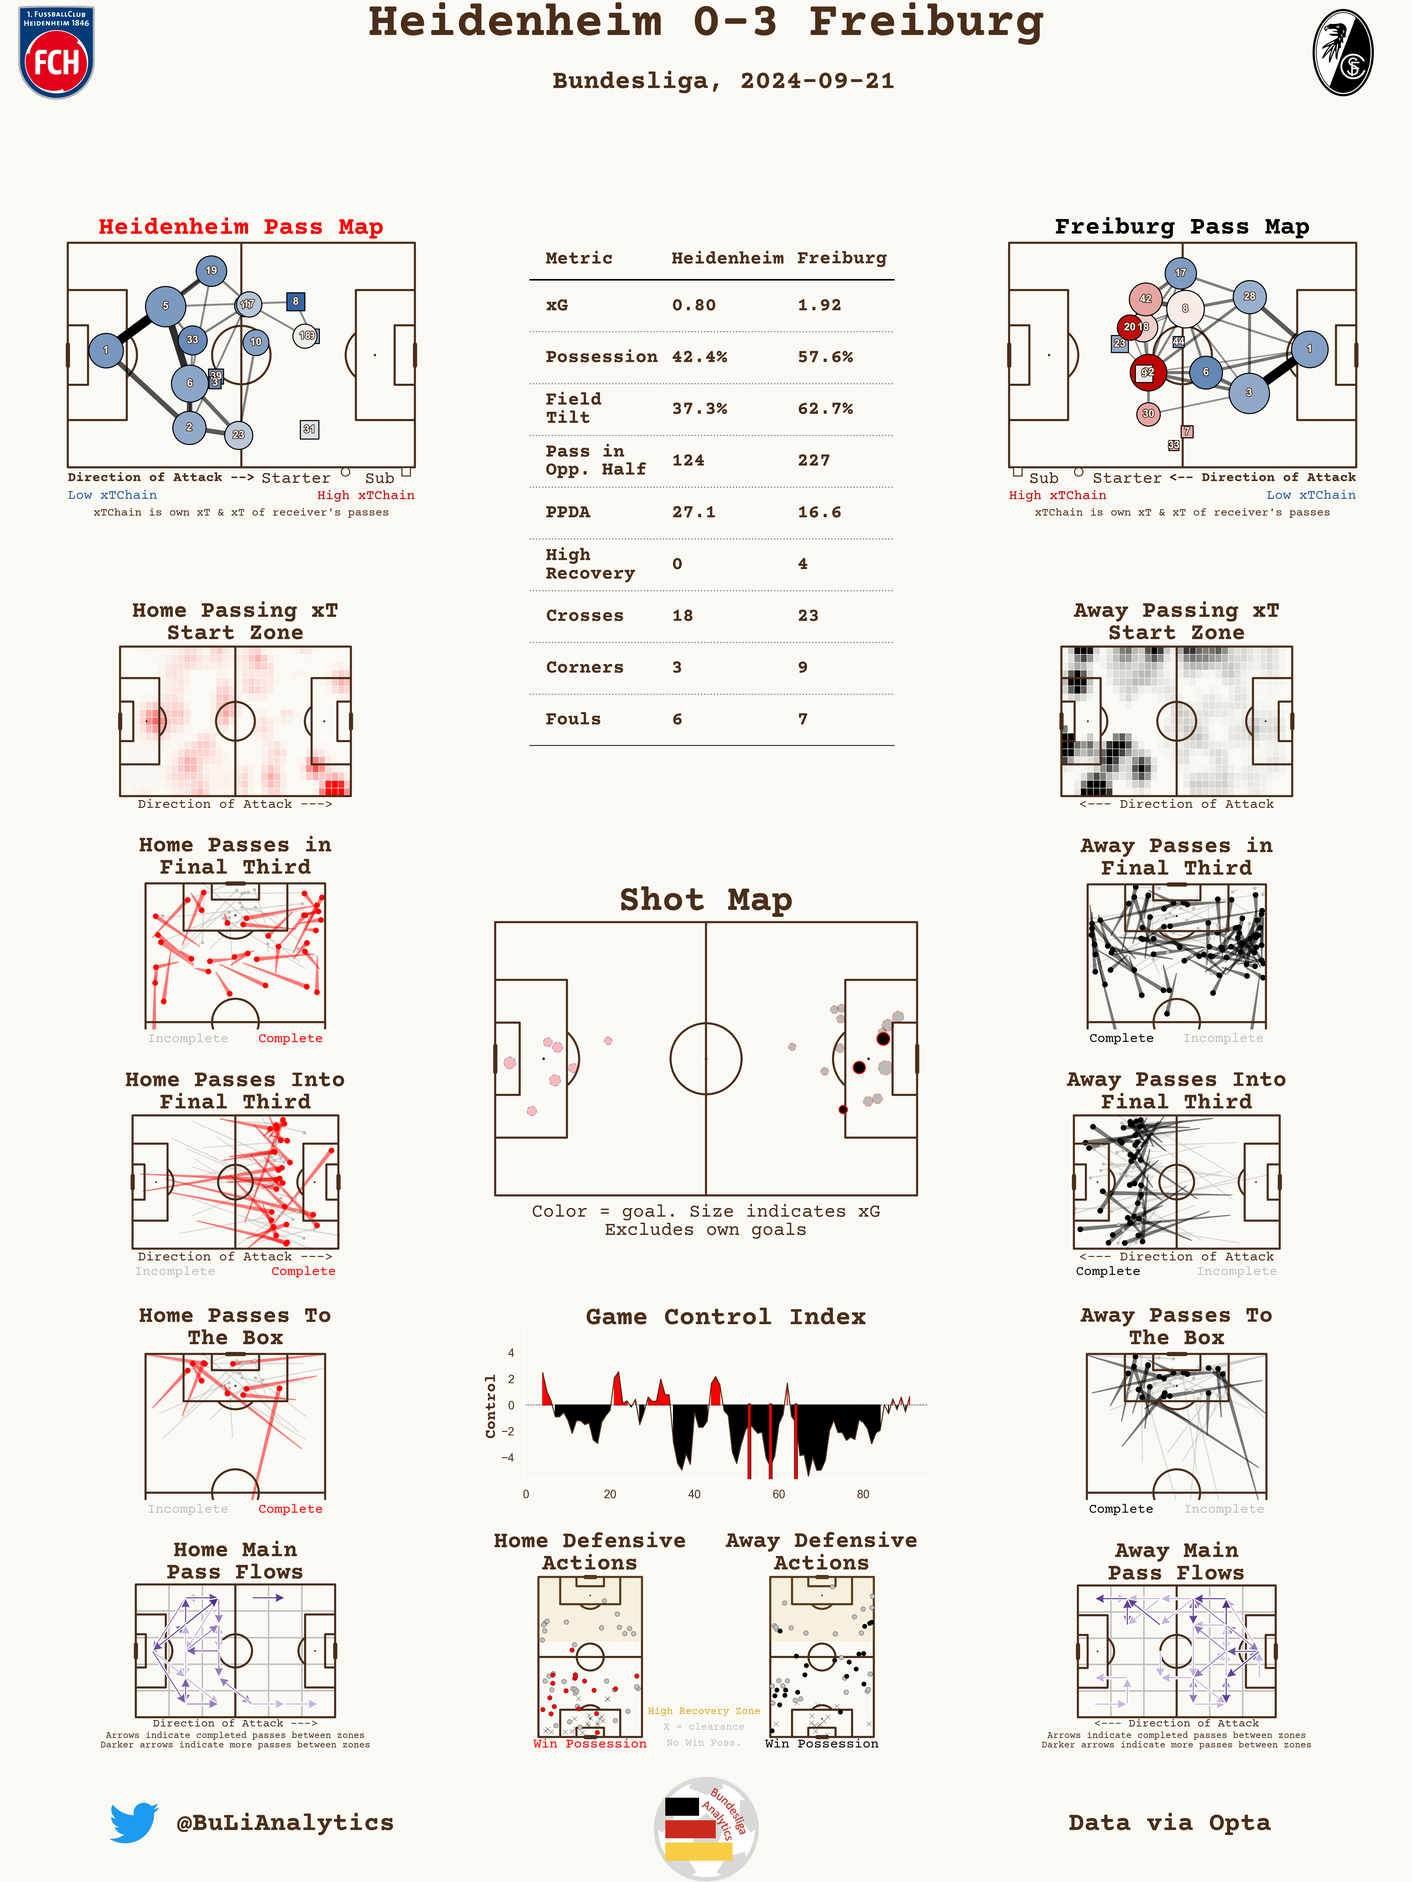 Heidenheim 0-3 Freiburg
Bundesliga, 2024-09-21
1. FUSSBALLCLUB
HEIDENHEIM 1846
FCH
Heidenheim Pass Map
19
5
17
8
33
10
18
1
39
6
3
2
23
31
Direction of Attack --> Starter Sub
Low xTChain High xTChain
xTChain is own xT & xT of receiver's passes
Metric Heidenheim Freiburg
xG 0.80 1.92
Possession 42.4% 57.6%
Field
Tilt 37.3% 62.7%
Pass in
Opp. Half 124 227
PPDA 27.1 16.6
High
Recovery 0 4
Crosses 18 23
Corners 3 9
Fouls 6 7
Freiburg Pass Map
17
42
28
8
20
18
23
44
1
9
6
3
30
7
33
Sub Starter <-- Direction of Attack
High xTChain Low xTChain
xTChain is own xT & xT of receiver's passes
Home Passing xT
Start Zone
Direction of Attack --->
Away Passing xT
Start Zone
<--- Direction of Attack
Home Passes in
Final Third
Incomplete Complete
Away Passes in
Final Third
Complete Incomplete
Shot Map
Color = goal. Size indicates xG
Excludes own goals
Home Passes Into
Final Third
Direction of Attack --->
Incomplete Complete
Away Passes Into
Final Third
<--- Direction of Attack
Complete Incomplete
Home Passes To
The Box
Incomplete Complete
Game Control Index
Control
4
2
0
−2
−4
0 20 40 60 80
Away Passes To
The Box
Complete Incomplete
Home Main
Pass Flows
Direction of Attack --->
Arrows indicate completed passes between zones
Darker arrows indicate more passes between zones
Home Defensive
Actions
Win Possession
High Recovery Zone
X = clearance
No Win Poss.
Away Defensive
Actions
Win Possession
Away Main
Pass Flows
<--- Direction of Attack
Arrows indicate completed passes between zones
Darker arrows indicate more passes between zones
@BuLiAnalytics
Bundesliga
Analytics
Data via Opta